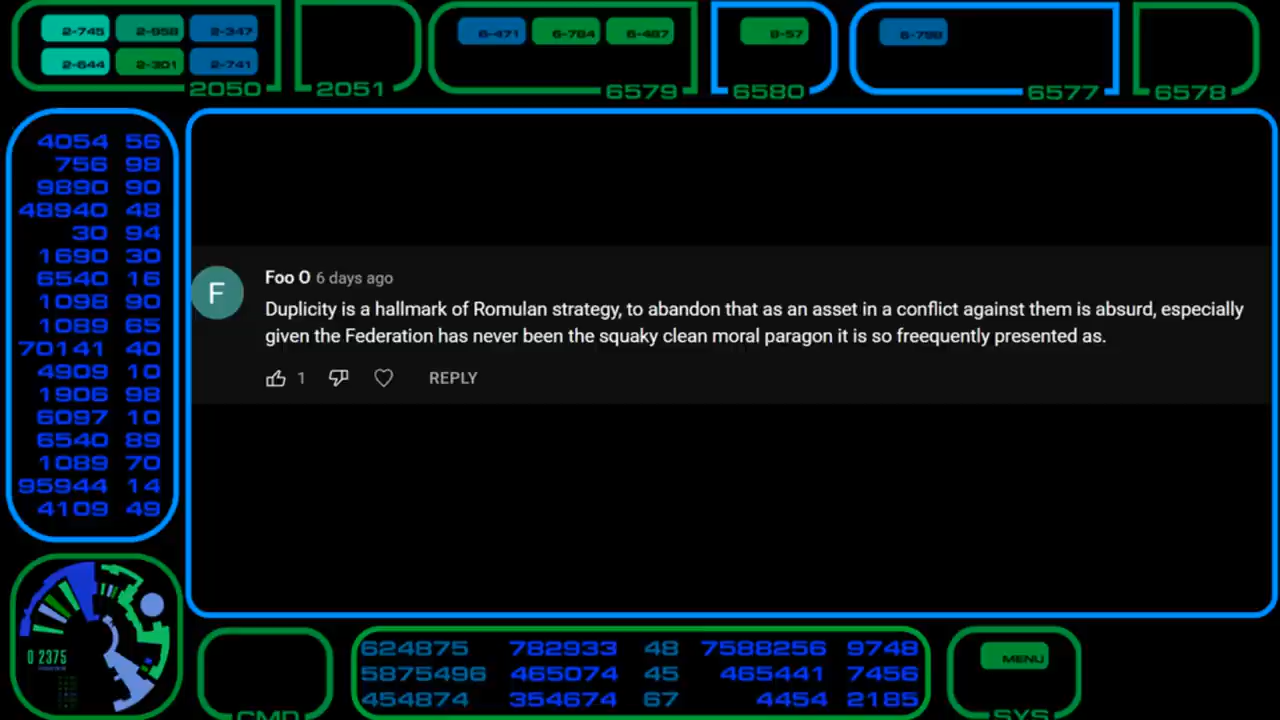 2-745 2-958 2-347
2-644 2-301 2-741
2050
2051
6-471 6-784 6-487
6579
8-57
6580
6-798
6577
6578
4054 56
756 98
9890 90
48940 48
30 94
1690 30
6540 16
1098 90
1089 65
70141 40
4909 10
1906 98
6097 10
6540 89
1089 70
95944 14
4109 49
F
Foo O 6 days ago
Duplicity is a hallmark of Romulan strategy, to abandon that as an asset in a conflict against them is absurd, especially
given the Federation has never been the squaky clean moral paragon it is so freequently presented as.
1 REPLY
0 2375
CMD
624875 782933 48 7588256 9748
5875496 465074 45 465441 7456
454874 354674 67 4454 2185
MENU
SYS